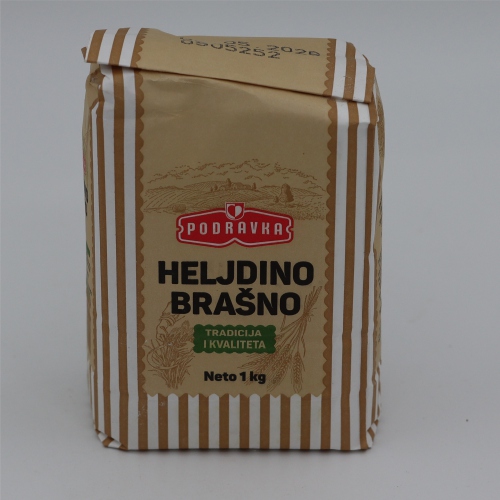 PODRAVKA
HELJDINO
BRAŠNO
TRADICIJA
I KVALITETA
Neto 1 kg